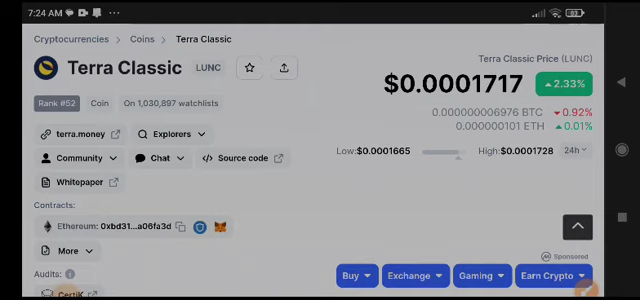 7:24 AM
Cryptocurrencies > Coins > Terra Classic
Terra Classic LUNC
Rank #52 Coin On 1,030,897 watchlists
terra.money Explorers
Community Chat Source code
Whitepaper
Contracts:
Ethereum: 0xbd31...a06fa3d
More
Audits:
CertiK
Terra Classic Price (LUNC)
$0.0001717 2.33%
0.000000006976 BTC 0.92%
0.000000101 ETH 0.01%
Low: $0.0001665 High: $0.0001728 24h
Sponsored
Buy Exchange Gaming Earn Crypto